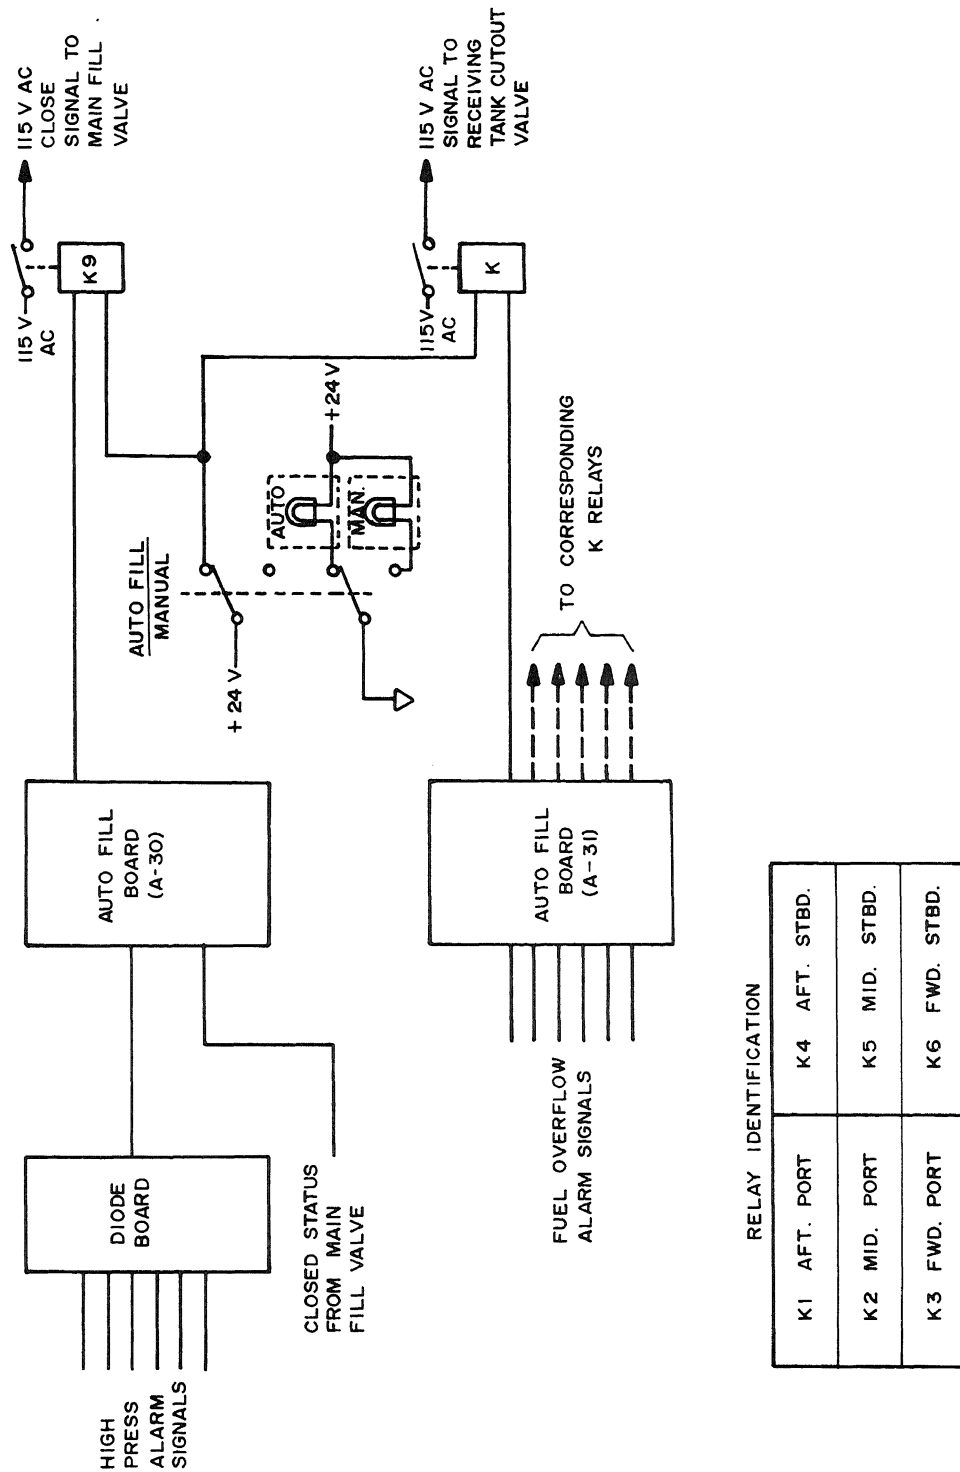 HIGH
PRESS
ALARM
SIGNALS
DIODE
BOARD
CLOSED STATUS
FROM MAIN
FILL VALVE
AUTO FILL
BOARD
(A-30)
AUTO FILL
MANUAL
+ 24 V
AUTO
MAN.
+24V
115 V
AC
K9
115 V AC
CLOSE
SIGNAL TO
MAIN FILL
VALVE
FUEL OVERFLOW
ALARM SIGNALS
AUTO FILL
BOARD
(A-31)
TO CORRESPONDING
K RELAYS
115V
AC
K
115 V AC
SIGNAL TO
RECEIVING
TANK CUTOUT
VALVE
RELAY IDENTIFICATION
K1 AFT. PORT K4 AFT. STBD.
K2 MID. PORT K5 MID. STBD.
K3 FWD. PORT K6 FWD. STBD.